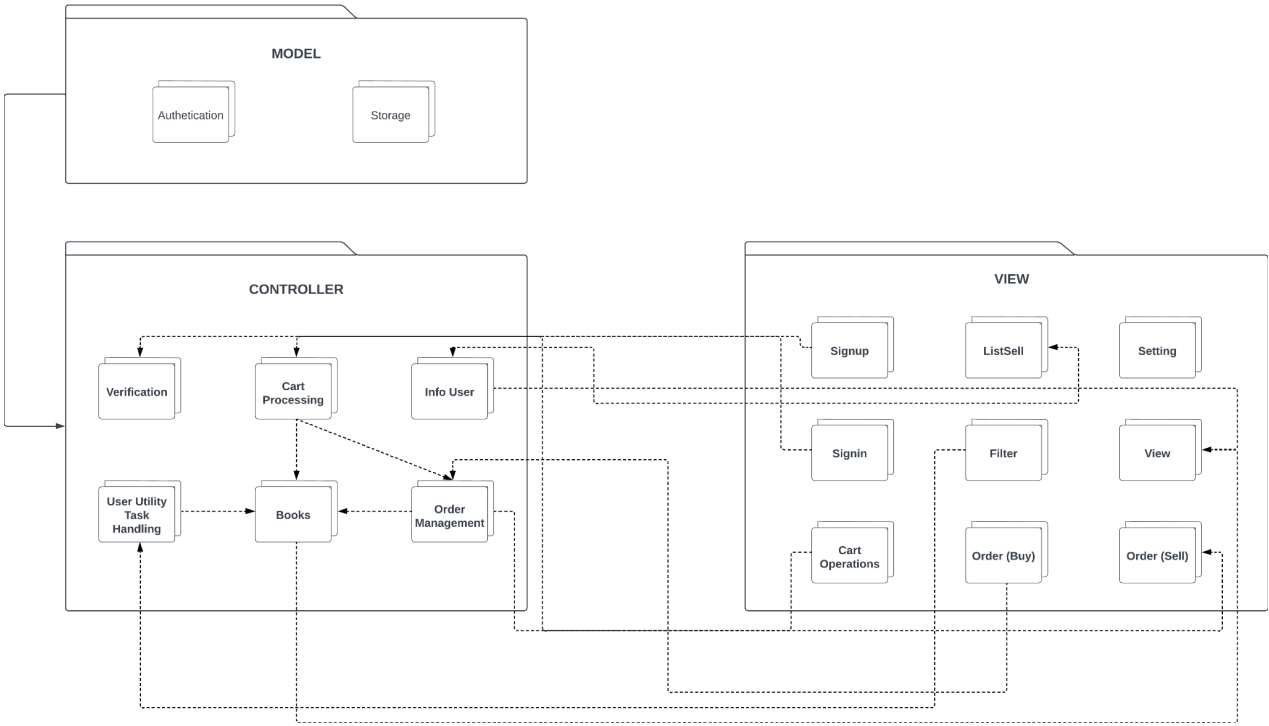 MODEL
Authetication
Storage
CONTROLLER
Verification
Cart
Processing
Info User
User Utility
Task
Handling
Books
Order
Management
VIEW
Signup
ListSell
Setting
Signin
Filter
View
Cart
Operations
Order (Buy)
Order (Sell)